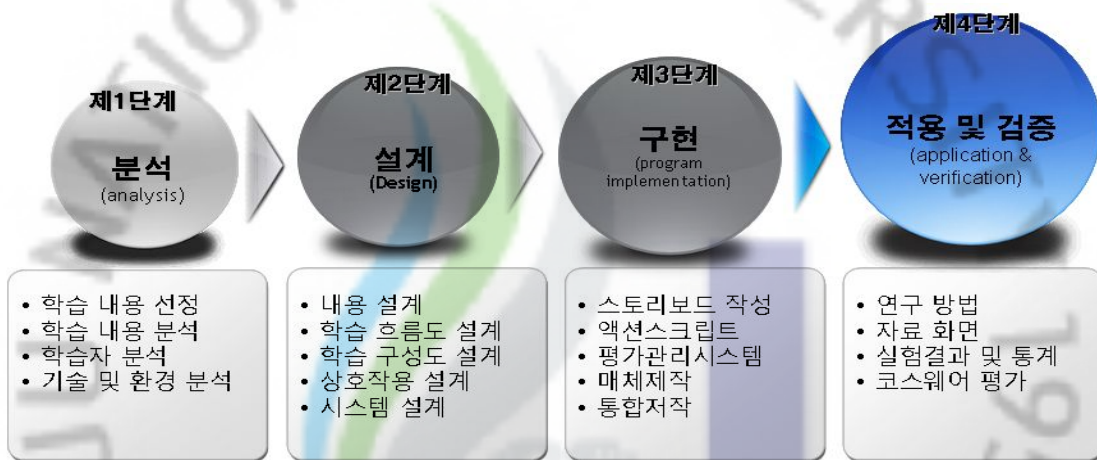 제1단계
분석
(analysis)
• 학습 내용 선정
• 학습 내용 분석
• 학습자 분석
• 기술 및 환경 분석
제2단계
설계
(Design)
• 내용 설계
• 학습 흐름도 설계
• 학습 구성도 설계
• 상호작용 설계
• 시스템 설계
제3단계
구현
(program
implementation)
• 스토리보드 작성
• 액션스크립트
• 평가관리시스템
• 매체제작
• 통합저작
제4단계
적용 및 검증
(application &
verification)
• 연구 방법
• 자료 화면
• 실험결과 및 통계
• 코스웨어 평가